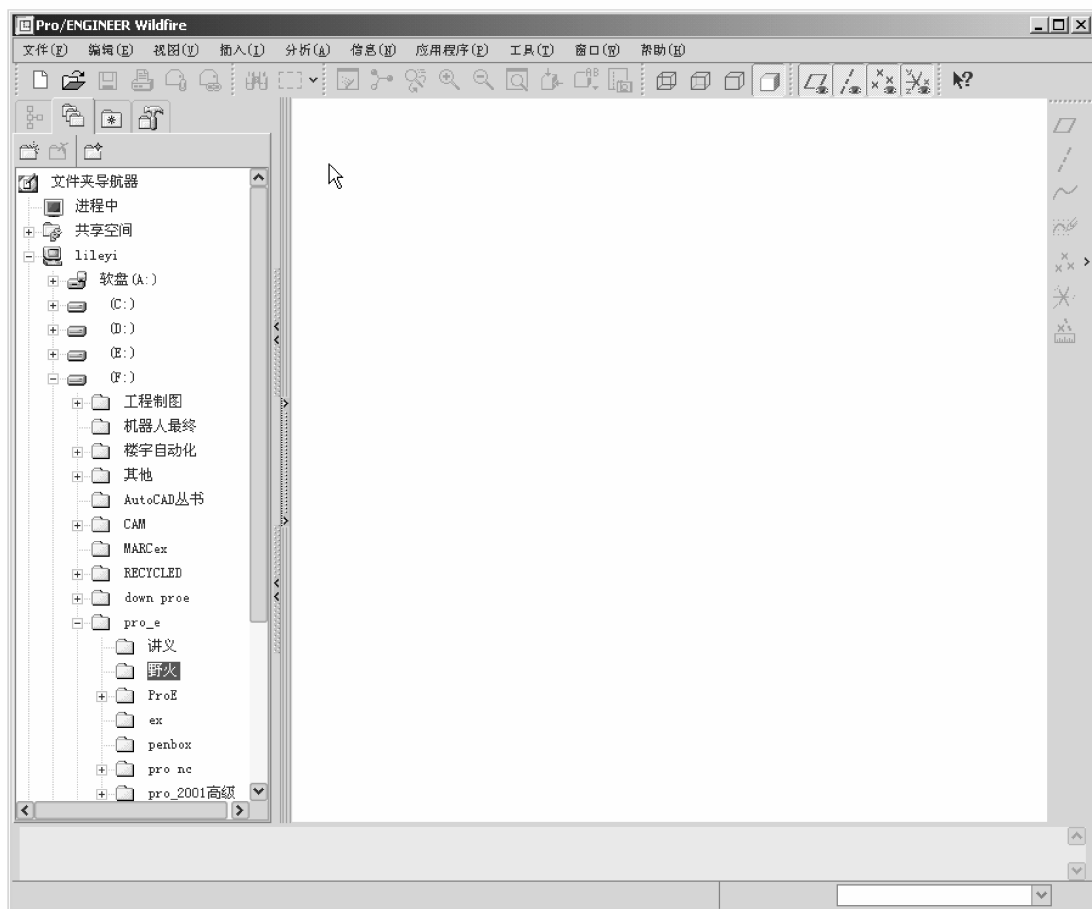 Pro/ENGINEER Wildfire
文件(F) 编辑(E) 视图(V) 插入(I) 分析(A) 信息(N) 应用程序(P) 工具(T) 窗口(W) 帮助(H)
文件夹导航器
进程中
共享空间
lileyi
软盘(A:)
(C:)
(D:)
(E:)
(F:)
工程制图
机器人最终
楼宇自动化
其他
AutoCAD丛书
CAM
MARCex
RECYCLED
down proe
pro_e
讲义
野火
ProE
ex
penbox
pro nc
pro_2001高级